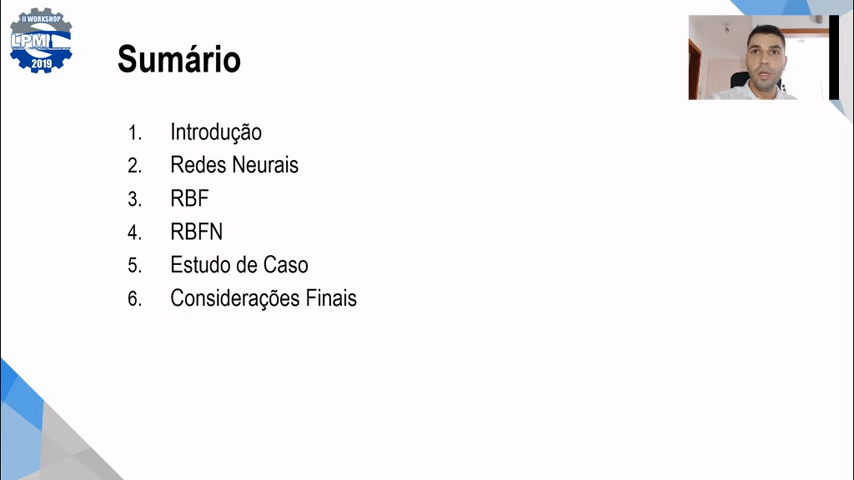 II WORKSHOP
LPMI
2019
Sumário
1. Introdução
2. Redes Neurais
3. RBF
4. RBFN
5. Estudo de Caso
6. Considerações Finais